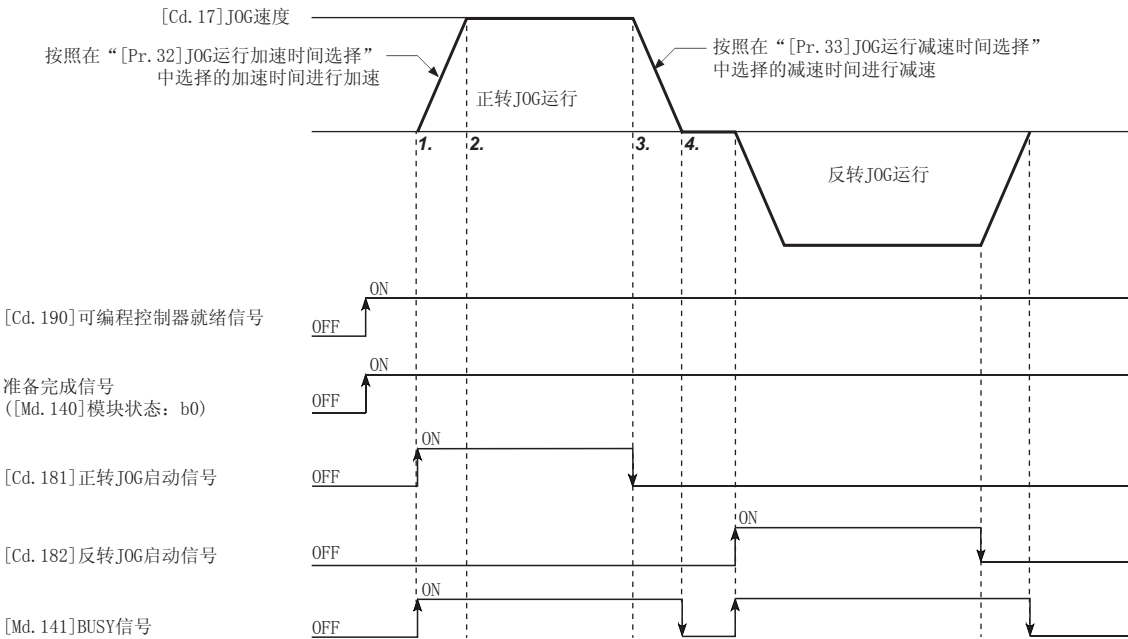 [Cd.17]JOG速度
按照在“[Pr.32]JOG运行加速时间选择”
中选择的加速时间进行加速
按照在“[Pr.33]JOG运行减速时间选择”
中选择的减速时间进行减速
正转JOG运行
1.
2.
3.
4.
反转JOG运行
ON
[Cd.190]可编程控制器就绪信号
OFF
ON
准备完成信号
([Md.140]模块状态：b0)
OFF
ON
[Cd.181]正转JOG启动信号
OFF
ON
[Cd.182]反转JOG启动信号
OFF
ON
[Md.141]BUSY信号
OFF